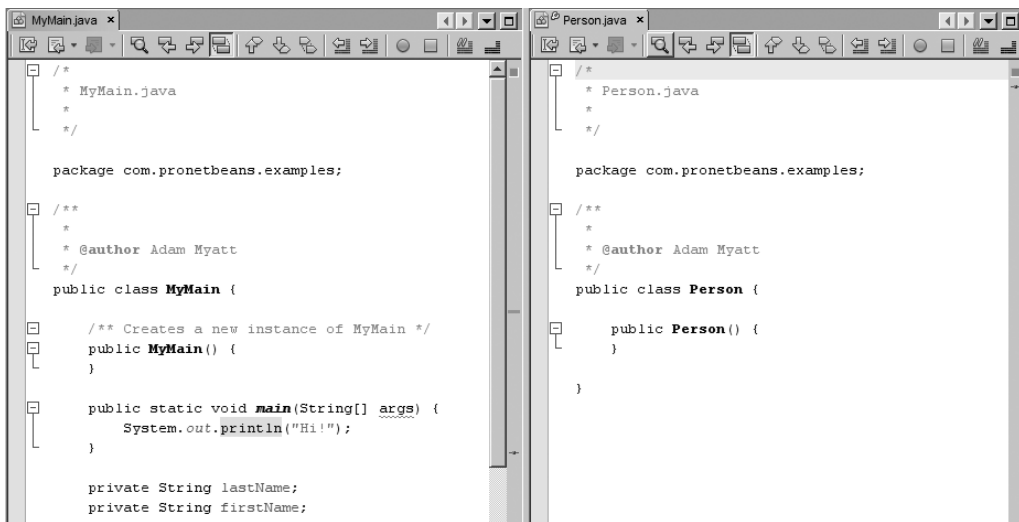 MyMain.java
/*
 * MyMain.java
 *
 */
package com.pronetbeans.examples;
/**
 *
 * @author Adam Myatt
 */
public class MyMain {
    /** Creates a new instance of MyMain */
    public MyMain() {
    }
    public static void main(String[] args) {
        System.out.println("Hi!");
    }
    private String lastName;
    private String firstName;
Person.java
/*
 * Person.java
 *
 */
package com.pronetbeans.examples;
/**
 *
 * @author Adam Myatt
 */
public class Person {
    public Person() {
    }
}